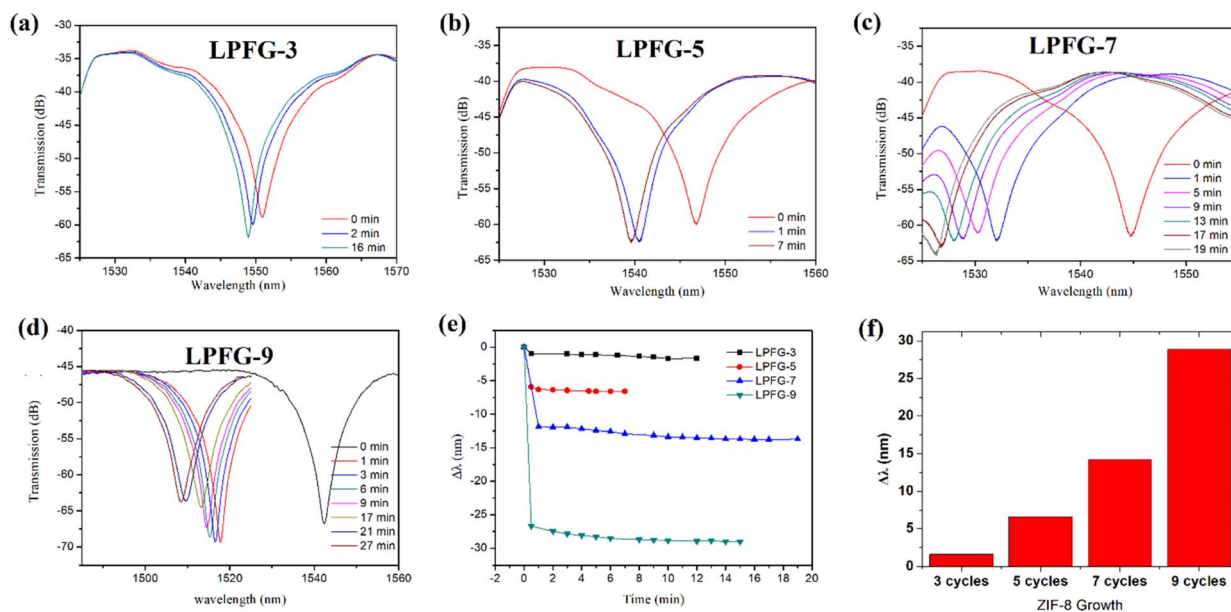 (a)
LPFG-3
-30
-35
-40
-45
-50
-55
-60
-65
Transmission (dB)
0 min
2 min
16 min
1530 1540 1550 1560 1570
Wavelength (nm)
(b)
LPFG-5
-35
-40
-45
-50
-55
-60
-65
Transmission (dB)
0 min
1 min
7 min
1530 1540 1550 1560
Wavelength (nm)
(c)
LPFG-7
-35
-40
-45
-50
-55
-60
-65
Transmission (dB)
0 min
1 min
5 min
9 min
13 min
17 min
19 min
1530 1540 1550
Wavelength (nm)
(d)
LPFG-9
-40
-45
-50
-55
-60
-65
-70
Transmission (dB)
0 min
1 min
3 min
6 min
9 min
17 min
21 min
27 min
1500 1520 1540 1560
wavelength (nm)
(e)
0
-5
-10
-15
-20
-25
-30
Δλ (nm)
LPFG-3
LPFG-5
LPFG-7
LPFG-9
-2 0 2 4 6 8 10 12 14 16 18 20
Time (min)
(f)
30
25
20
15
10
5
0
Δλ (nm)
3 cycles 5 cycles 7 cycles 9 cycles
ZIF-8 Growth